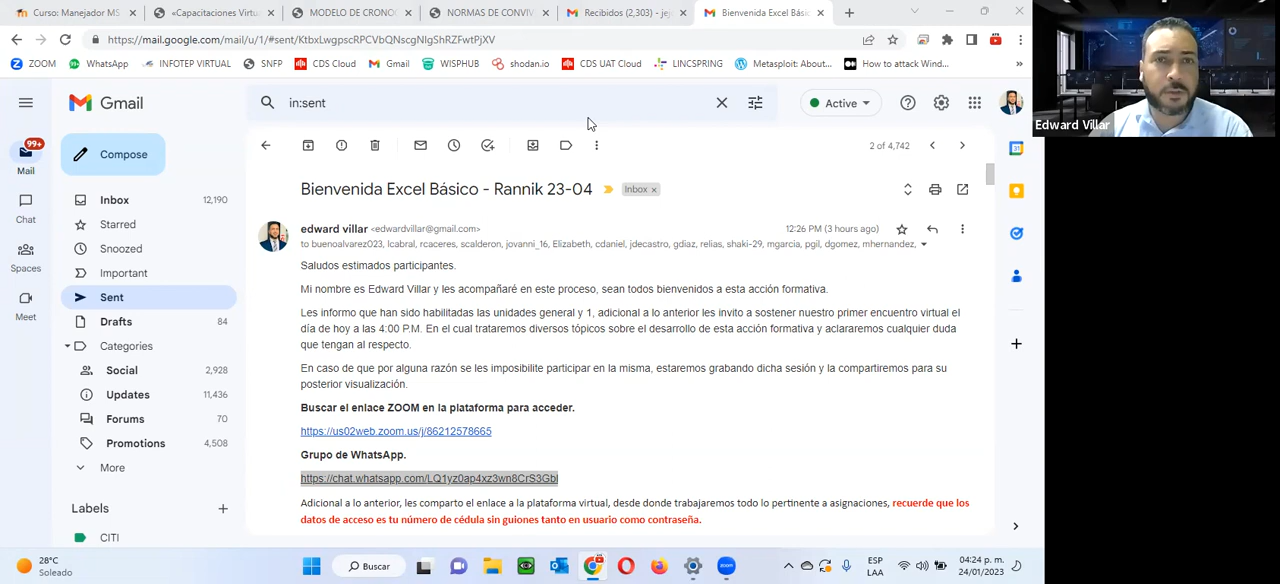 Curso: Manejador MS
«Capacitaciones Virtu
MODELO DE CRONO
NORMAS DE CONVIV
Recibidos (2,303) - jej
Bienvenida Excel Básic
https://mail.google.com/mail/u/1/#sent/KtbxLwgpscRPCVbQNscgNlgShRZFwtPjXV
ZOOM
WhatsApp
INFOTEP VIRTUAL
SNFP
CDS Cloud
Gmail
WISPHUB
shodan.io
CDS UAT Cloud
LINCSPRING
Metasploit: About...
How to attack Wind...
»
Gmail
in:sent
Active
Edward Villar
99+
Mail
Chat
Spaces
Meet
Compose
Inbox 12,190
Starred
Snoozed
Important
Sent
Drafts 84
Categories
Social 2,928
Updates 11,436
Forums 70
Promotions 4,508
More
Labels
CITI
2 of 4,742
Bienvenida Excel Básico - Rannik 23-04
Inbox x
edward villar <edwardvillar@gmail.com>
12:26 PM (3 hours ago)
to buenoalvarez023, lcabral, rcaceres, scalderon, jovanni_16, Elizabeth, cdaniel, jdecastro, gdiaz, relias, shaki-29, mgarcia, pgil, dgomez, mhernandez,
Saludos estimados participantes.
Mi nombre es Edward Villar y les acompañaré en este proceso, sean todos bienvenidos a esta acción formativa.
Les informo que han sido habilitadas las unidades general y 1, adicional a lo anterior les invito a sostener nuestro primer encuentro virtual el
día de hoy a las 4:00 P.M. En el cual trataremos diversos tópicos sobre el desarrollo de esta acción formativa y aclararemos cualquier duda
que tengan al respecto.
En caso de que por alguna razón se les imposibilite participar en la misma, estaremos grabando dicha sesión y la compartiremos para su
posterior visualización.
Buscar el enlace ZOOM en la plataforma para acceder.
https://us02web.zoom.us/j/86212578665
Grupo de WhatsApp.
https://chat.whatsapp.com/LQ1yz0ap4xz3wn8CrS3Gbl
Adicional a lo anterior, les comparto el enlace a la plataforma virtual, desde donde trabajaremos todo lo pertinente a asignaciones, recuerde que los
datos de acceso es tu número de cédula sin guiones tanto en usuario como contraseña.
28°C
Soleado
Buscar
zoom
ESP
LAA
04:24 p. m.
24/01/2023